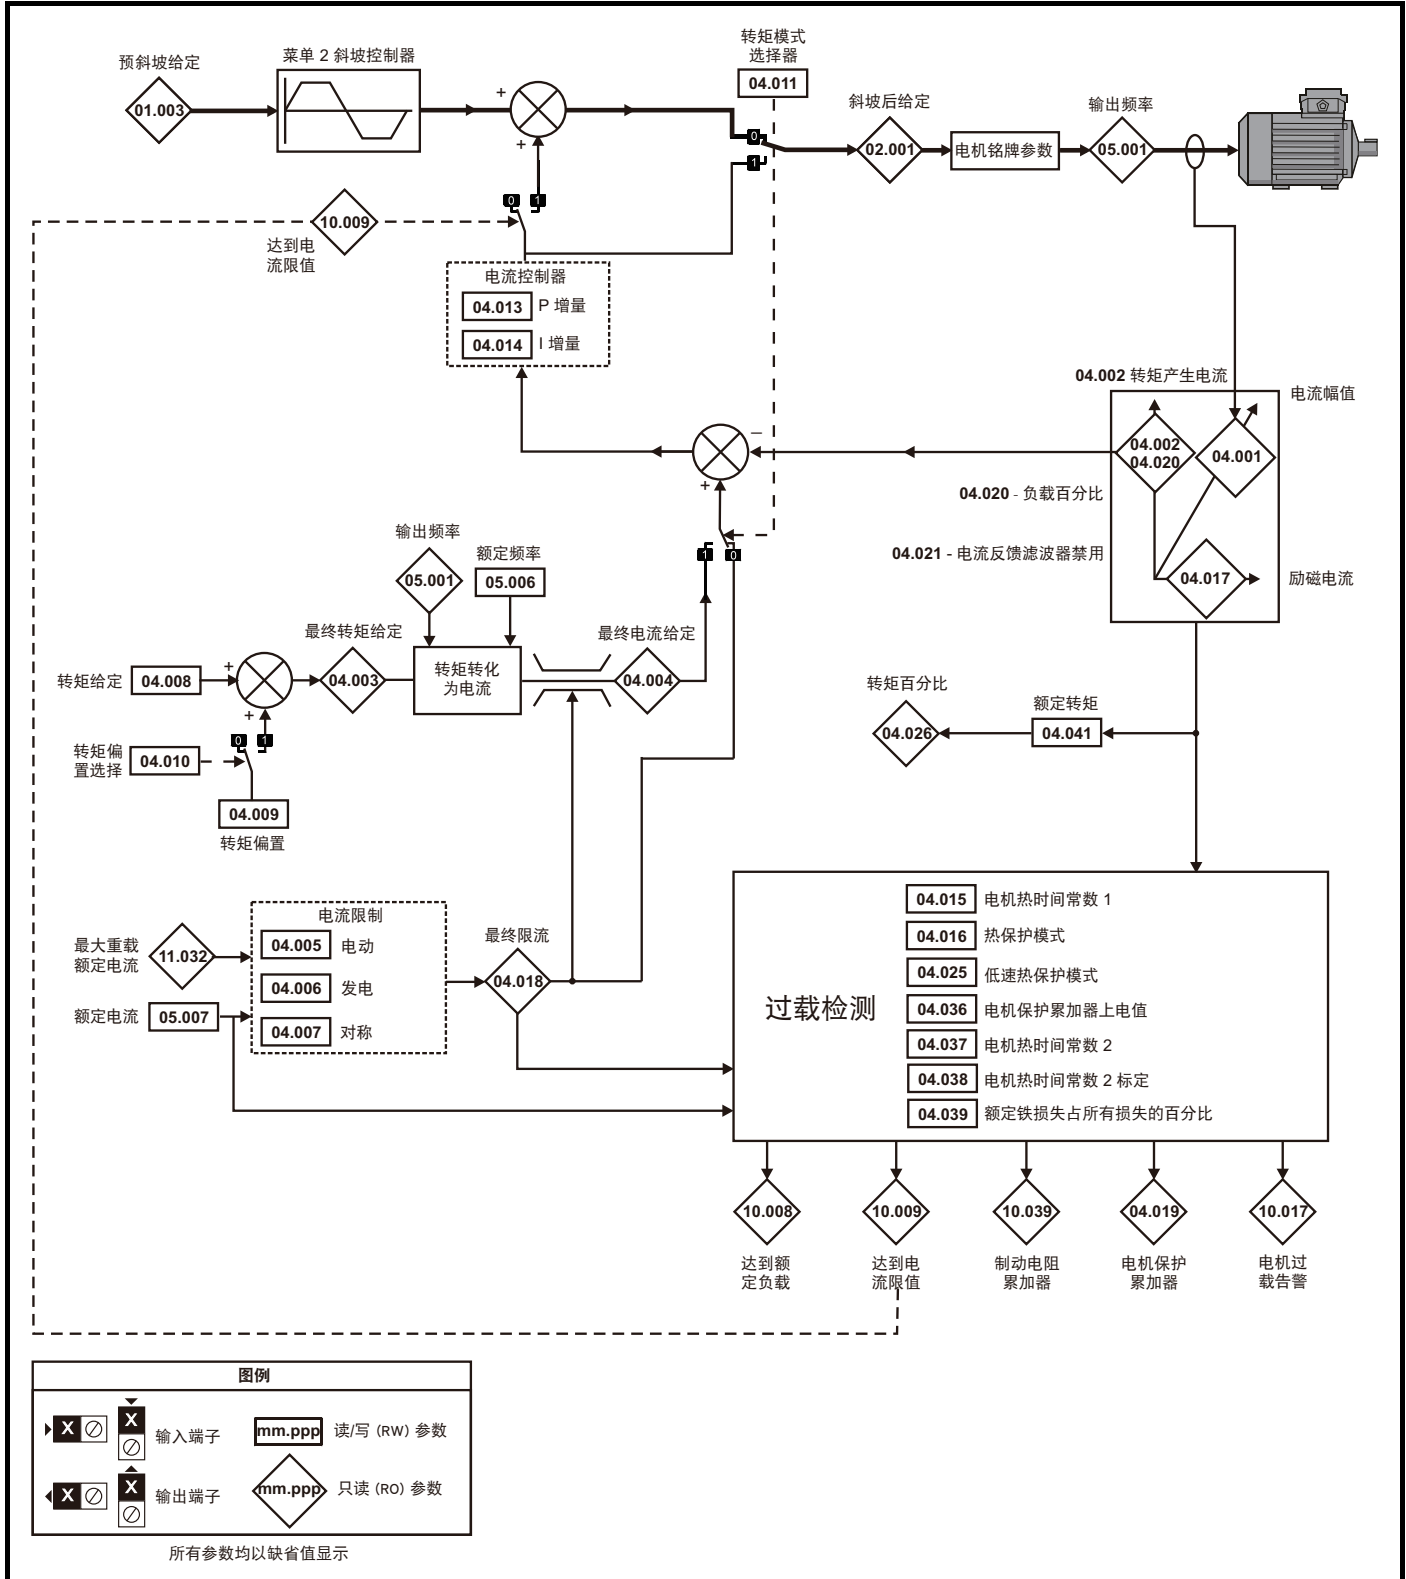 预斜坡给定
01.003
菜单 2 斜坡控制器
+
+
转矩模式
选择器
04.011
0
1
斜坡后给定
02.001
电机铭牌参数
输出频率
05.001
0
1
10.009
达到电
流限值
电流控制器
04.013 P 增量
04.014 I 增量
04.002 转矩产生电流
电流幅值
04.002
04.020
04.001
04.020 - 负载百分比
04.021 - 电流反馈滤波器禁用
04.017
励磁电流
−
+
1
0
输出频率
05.001
额定频率
05.006
最终转矩给定
04.003
转矩转化
为电流
最终电流给定
04.004
转矩给定
04.008
+
+
0
1
转矩偏
置选择
04.010
04.009
转矩偏置
转矩百分比
04.026
额定转矩
04.041
最大重载
额定电流
11.032
额定电流
05.007
电流限制
04.005 电动
04.006 发电
04.007 对称
最终限流
04.018
过载检测
04.015 电机热时间常数 1
04.016 热保护模式
04.025 低速热保护模式
04.036 电机保护累加器上电值
04.037 电机热时间常数 2
04.038 电机热时间常数 2 标定
04.039 额定铁损失占所有损失的百分比
10.008
达到额
定负载
10.009
达到电
流限值
10.039
制动电阻
累加器
04.019
电机保护
累加器
10.017
电机过
载告警
图例
X
X
输入端子
mm.ppp
读/写 (RW) 参数
X
X
输出端子
mm.ppp
只读 (RO) 参数
所有参数均以缺省值显示